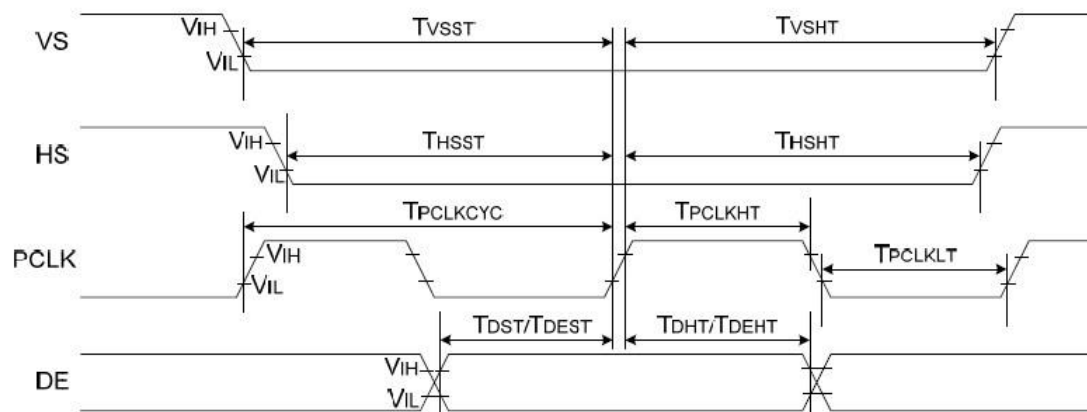 VS VIH VIL TVSST TVSHT
HS VIH VIL THSST THSHT
PCLK VIH VIL TPCLKCYC TPCLKHT TPCLKLT
DE VIH VIL TDST/TDEST TDHT/TDEHT